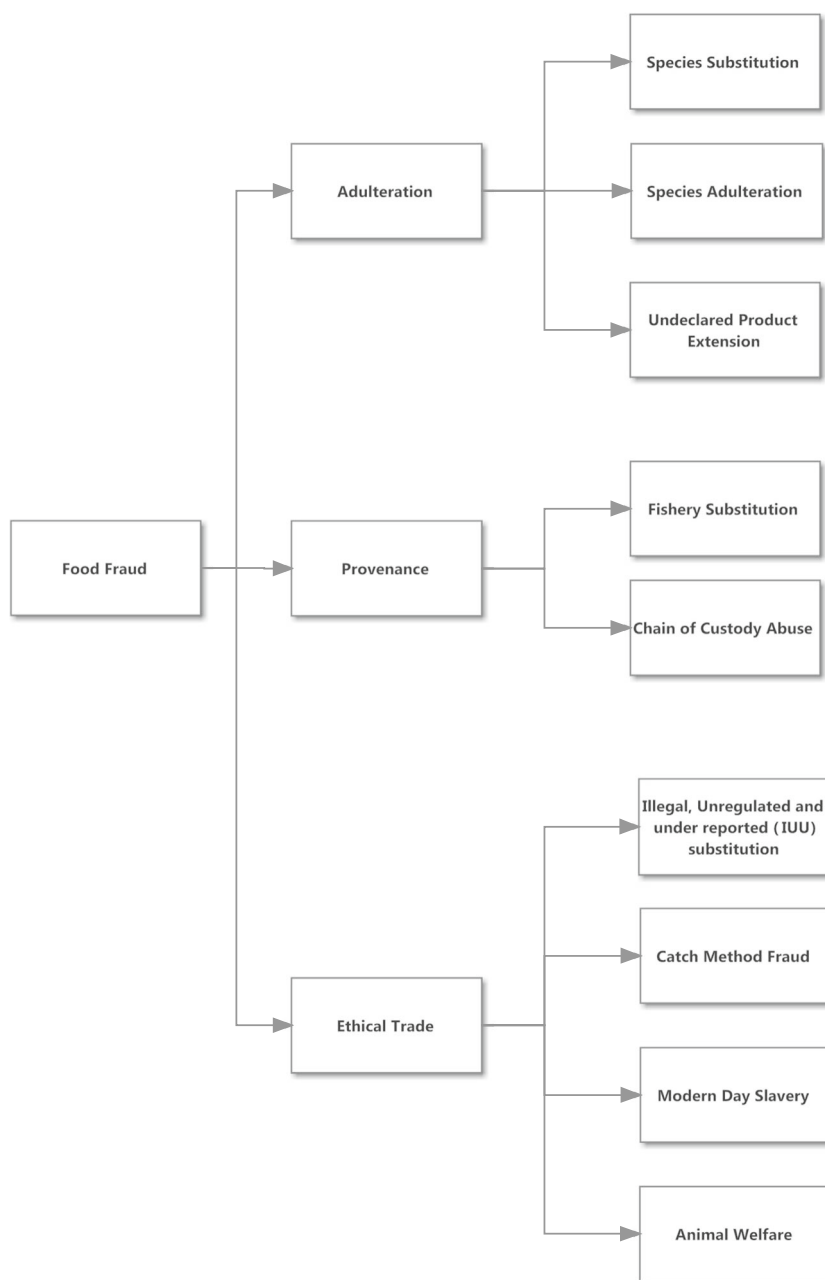 Species Substitution
Adulteration
Species Adulteration
Undeclared Product
Extension
Food Fraud
Provenance
Fishery Substitution
Chain of Custody Abuse
Ethical Trade
Illegal, Unregulated and
under reported (IUU)
substitution
Catch Method Fraud
Modern Day Slavery
Animal Welfare